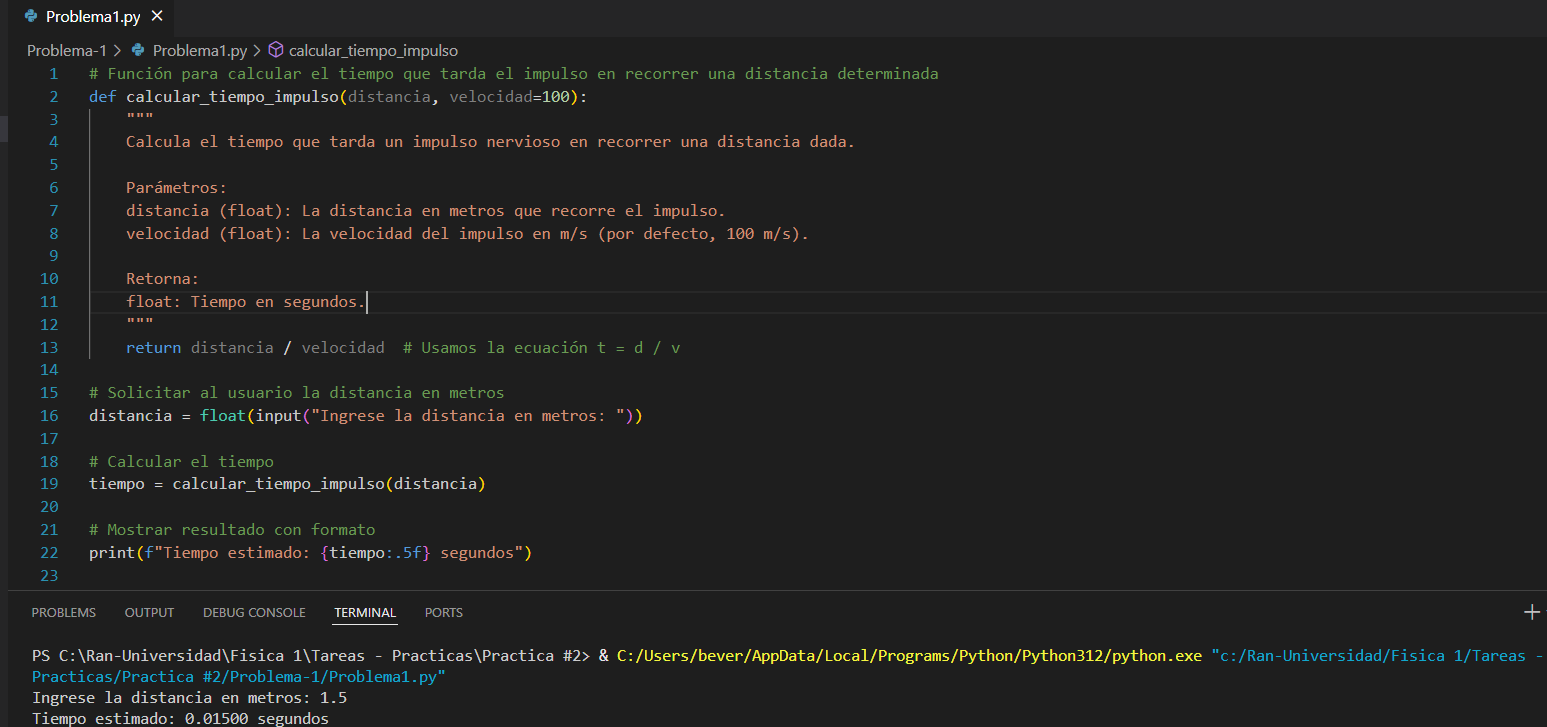 Problema1.py ×
Problema-1 > Problema1.py > calcular_tiempo_impulso
1 # Función para calcular el tiempo que tarda el impulso en recorrer una distancia determinada
2 def calcular_tiempo_impulso(distancia, velocidad=100):
3     """
4     Calcula el tiempo que tarda un impulso nervioso en recorrer una distancia dada.
5
6     Parámetros:
7     distancia (float): La distancia en metros que recorre el impulso.
8     velocidad (float): La velocidad del impulso en m/s (por defecto, 100 m/s).
9
10     Retorna:
11     float: Tiempo en segundos.
12     """
13     return distancia / velocidad  # Usamos la ecuación t = d / v
14
15 # Solicitar al usuario la distancia en metros
16 distancia = float(input("Ingrese la distancia en metros: "))
17
18 # Calcular el tiempo
19 tiempo = calcular_tiempo_impulso(distancia)
20
21 # Mostrar resultado con formato
22 print(f"Tiempo estimado: {tiempo:.5f} segundos")
23
PROBLEMS OUTPUT DEBUG CONSOLE TERMINAL PORTS
PS C:\Ran-Universidad\Fisica 1\Tareas - Practicas\Practica #2> & C:/Users/bever/AppData/Local/Programs/Python/Python312/python.exe "c:/Ran-Universidad/Fisica 1/Tareas -
Practicas/Practica #2/Problema-1/Problema1.py"
Ingrese la distancia en metros: 1.5
Tiempo estimado: 0.01500 segundos